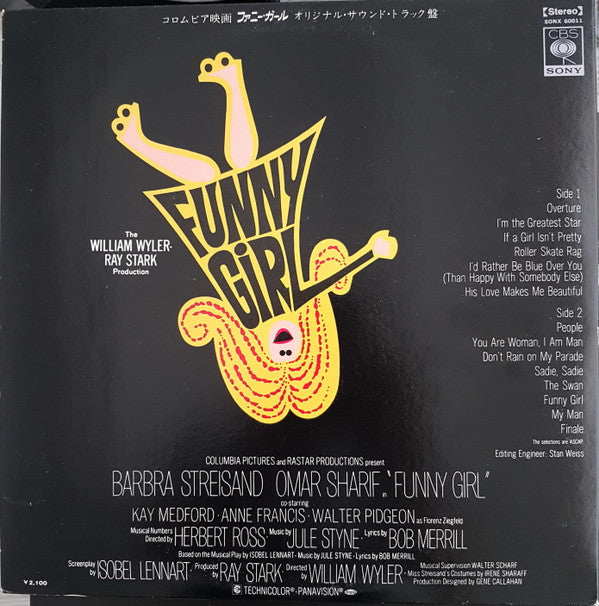 コロムビア映画 ファニー・ガール オリジナル・サウンド・トラック盤
【Stereo】
SONX 60011
CBS
SONY
FUNNY
GIRL
The
WILLIAM WYLER-
RAY STARK
Production
Side 1
Overture
I'm the Greatest Star
If a Girl Isn't Pretty
Roller Skate Rag
I'd Rather Be Blue Over You
(Than Happy With Somebody Else)
His Love Makes Me Beautiful
Side 2
People
You Are Woman, I Am Man
Don't Rain on My Parade
Sadie, Sadie
The Swan
Funny Girl
My Man
Finale
The selections are ASCAP.
Editing Engineer: Stan Weiss
COLUMBIA PICTURES and RASTAR PRODUCTIONS present
BARBRA STREISAND OMAR SHARIF in "FUNNY GIRL"
co-starring
KAY MEDFORD · ANNE FRANCIS · WALTER PIDGEON as Florenz Ziegfeld
Musical Numbers Directed by HERBERT ROSS Music by JULE STYNE Lyrics by BOB MERRILL
Based on the Musical Play by ISOBEL LENNART · Music by JULE STYNE · Lyrics by BOB MERRILL
Screenplay by ISOBEL LENNART Produced by RAY STARK Directed by WILLIAM WYLER
Musical Supervision WALTER SCHARF
Miss Streisand's Costumes by IRENE SHARAFF
Production Designed by GENE CALLAHAN
TECHNICOLOR® · PANAVISION®
¥2,100